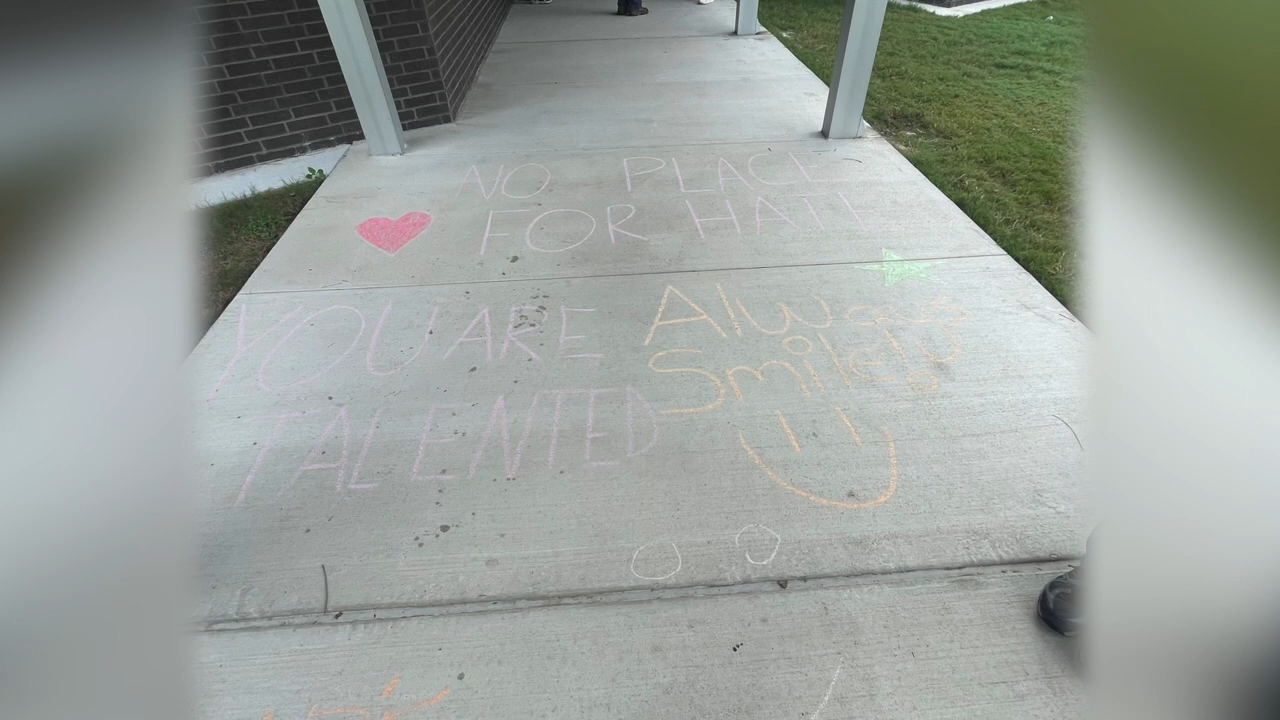 NO PLACE
FOR HATE
YOU ARE
TALENTED
Always
Smile!